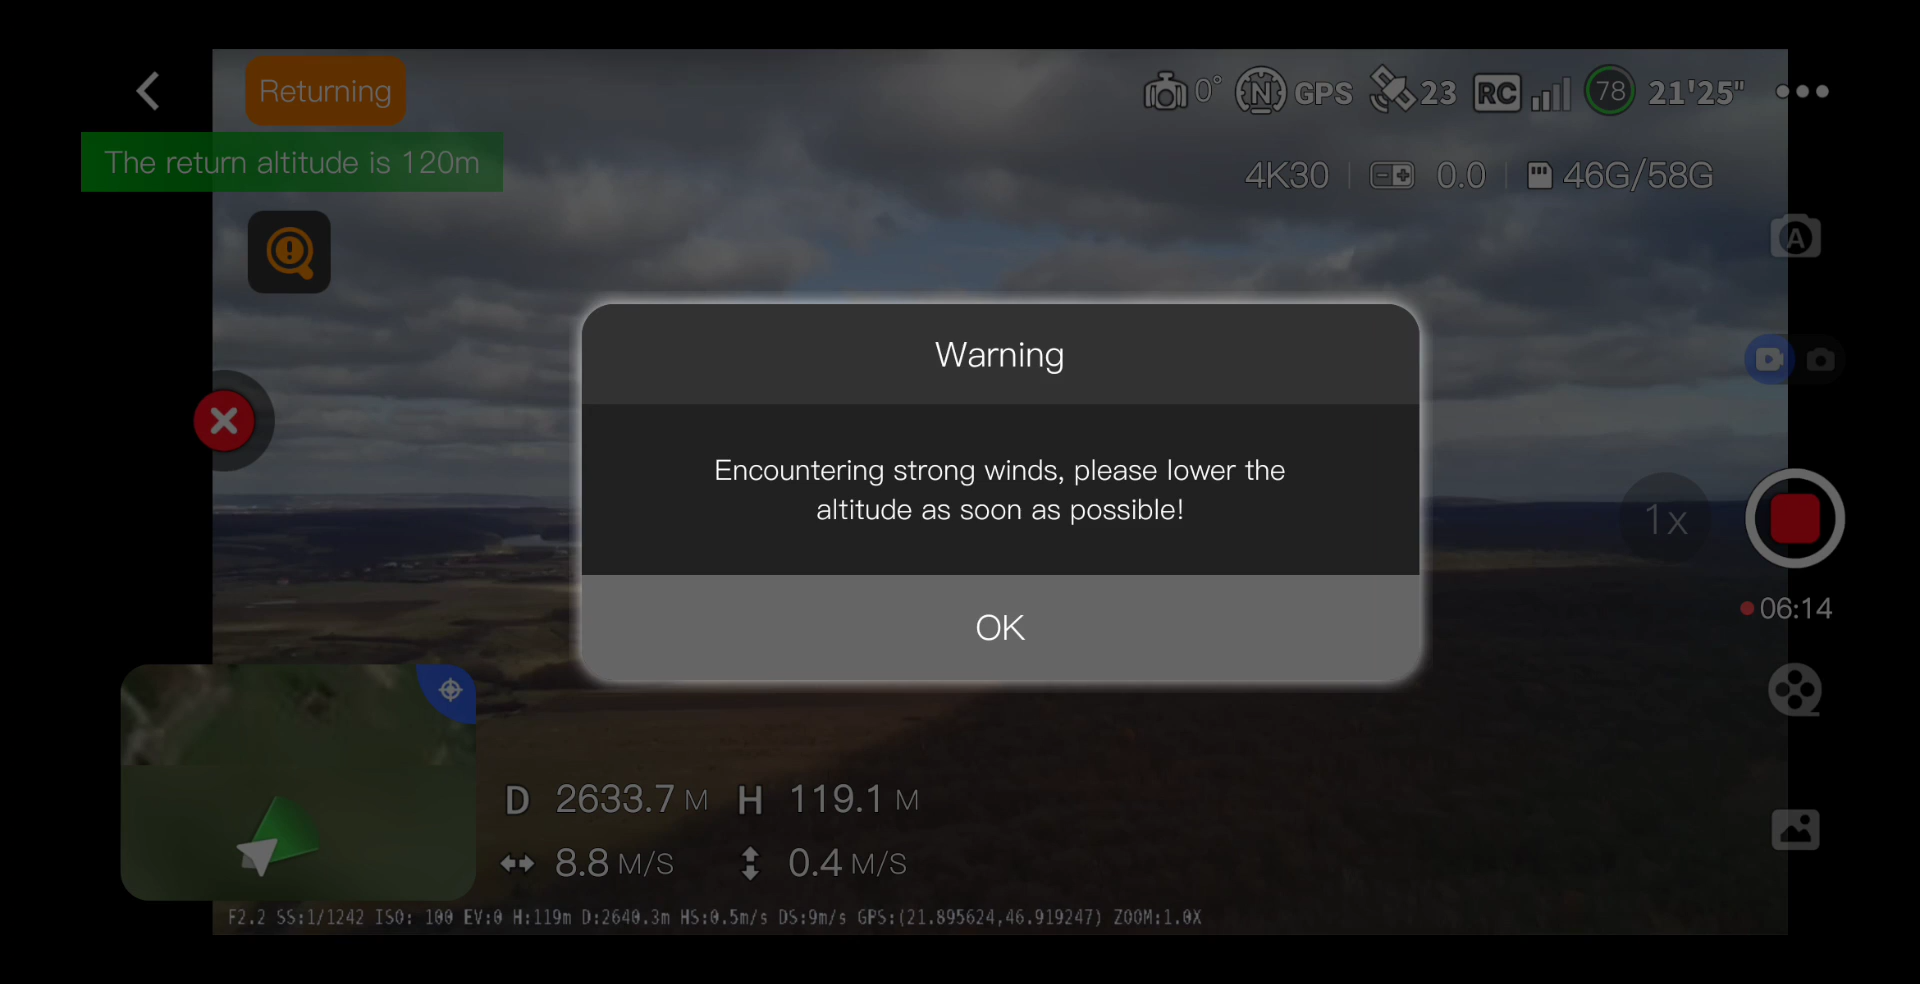 Returning
0°
N
GPS
23
RC
78
21'25"
The return altitude is 120m
4K30
0.0
46G/58G
A
Warning
Encountering strong winds, please lower the
altitude as soon as possible!
OK
1x
06:14
D 2633.7 M H 119.1 M
8.8 M/S 0.4 M/S
F2.2 SS:1/1242 ISO: 100 EV:0 H:119m D:2640.3m HS:0.5m/s DS:9m/s GPS:(21.895624,46.919247) ZOOM:1.0X